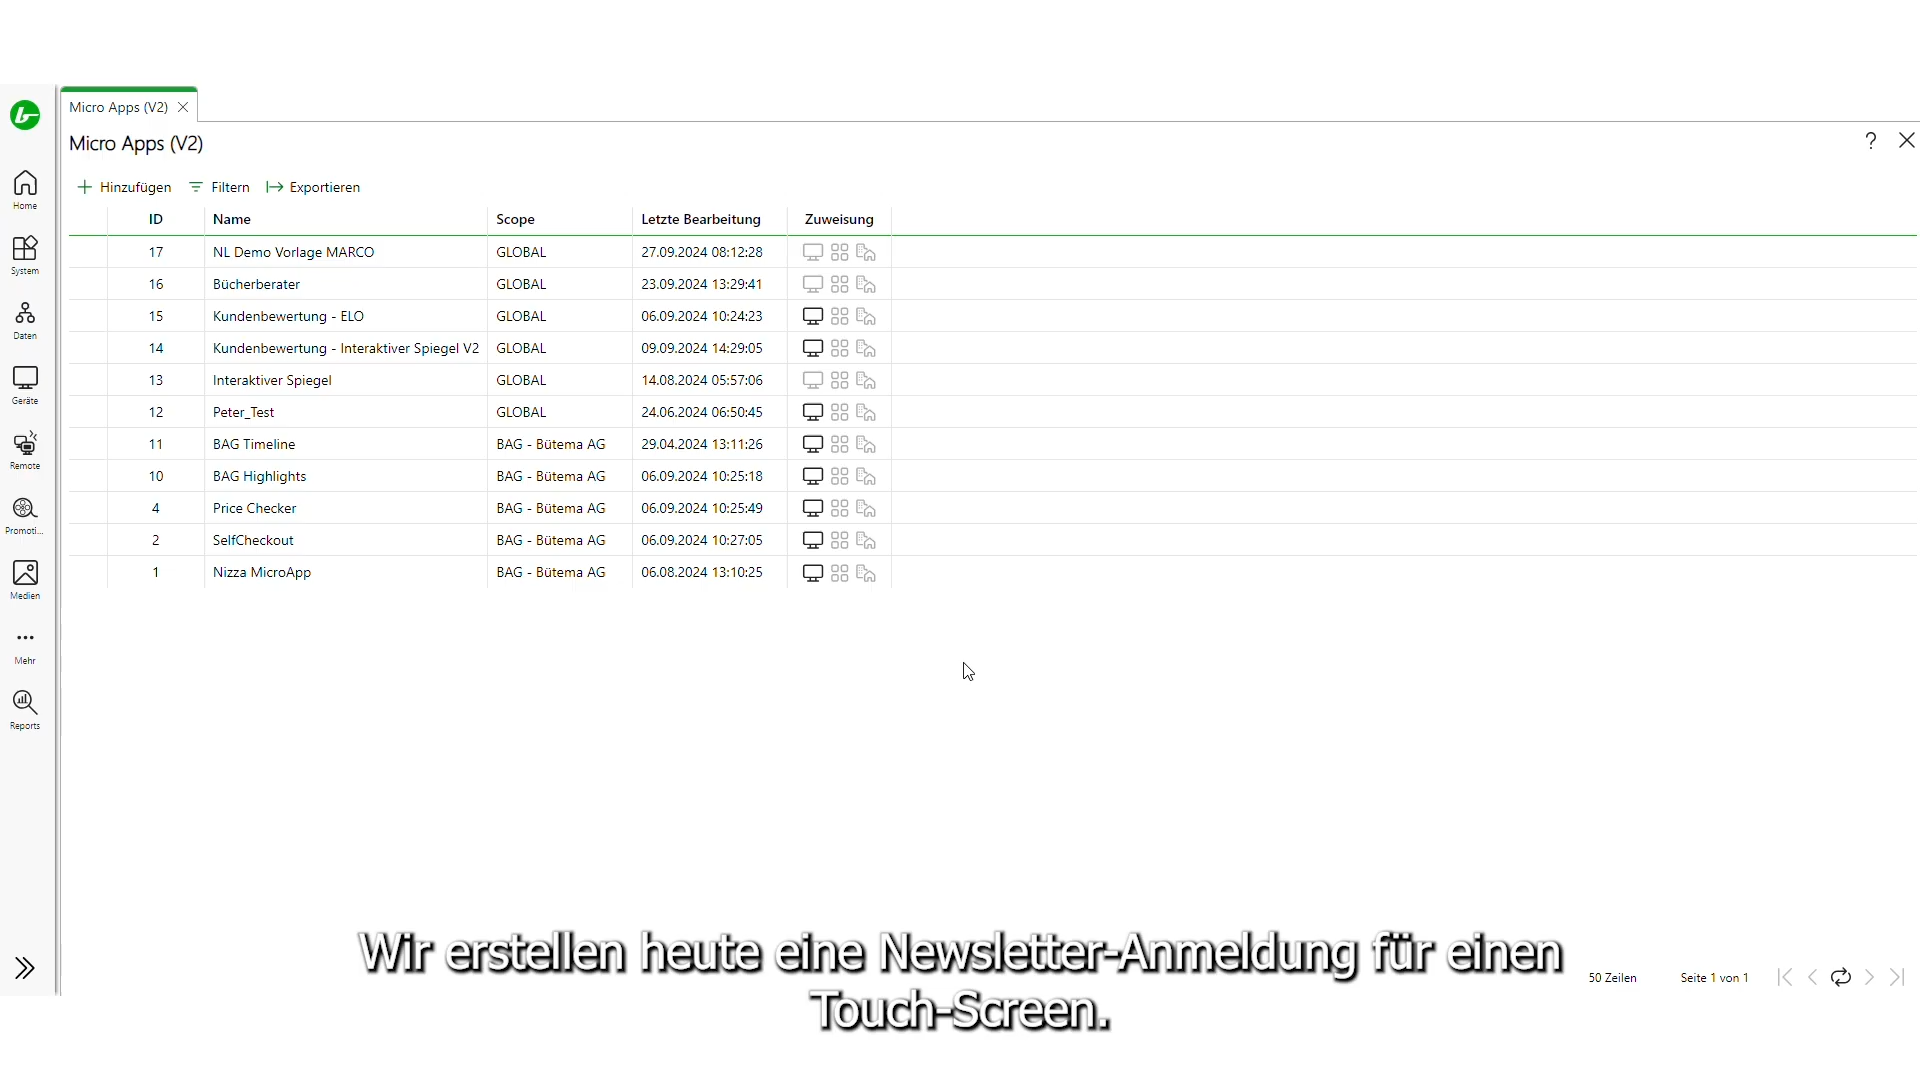 Micro Apps (V2)
Micro Apps (V2)
Hinzufügen Filtern Exportieren
ID Name Scope Letzte Bearbeitung Zuweisung
17 NL Demo Vorlage MARCO GLOBAL 27.09.2024 08:12:28
16 Bücherberater GLOBAL 23.09.2024 13:29:41
15 Kundenbewertung - ELO GLOBAL 06.09.2024 10:24:23
14 Kundenbewertung - Interaktiver Spiegel V2 GLOBAL 09.09.2024 14:29:05
13 Interaktiver Spiegel GLOBAL 14.08.2024 05:57:06
12 Peter_Test GLOBAL 24.06.2024 06:50:45
11 BAG Timeline BAG - Bütema AG 29.04.2024 13:11:26
10 BAG Highlights BAG - Bütema AG 06.09.2024 10:25:18
4 Price Checker BAG - Bütema AG 06.09.2024 10:25:49
2 SelfCheckout BAG - Bütema AG 06.09.2024 10:27:05
1 Nizza MicroApp BAG - Bütema AG 06.08.2024 13:10:25
Home
System
Daten
Geräte
Remote
Promoti...
Medien
Mehr
Reports
50 Zeilen Seite 1 von 1
Wir erstellen heute eine Newsletter-Anmeldung für einen
Touch-Screen.